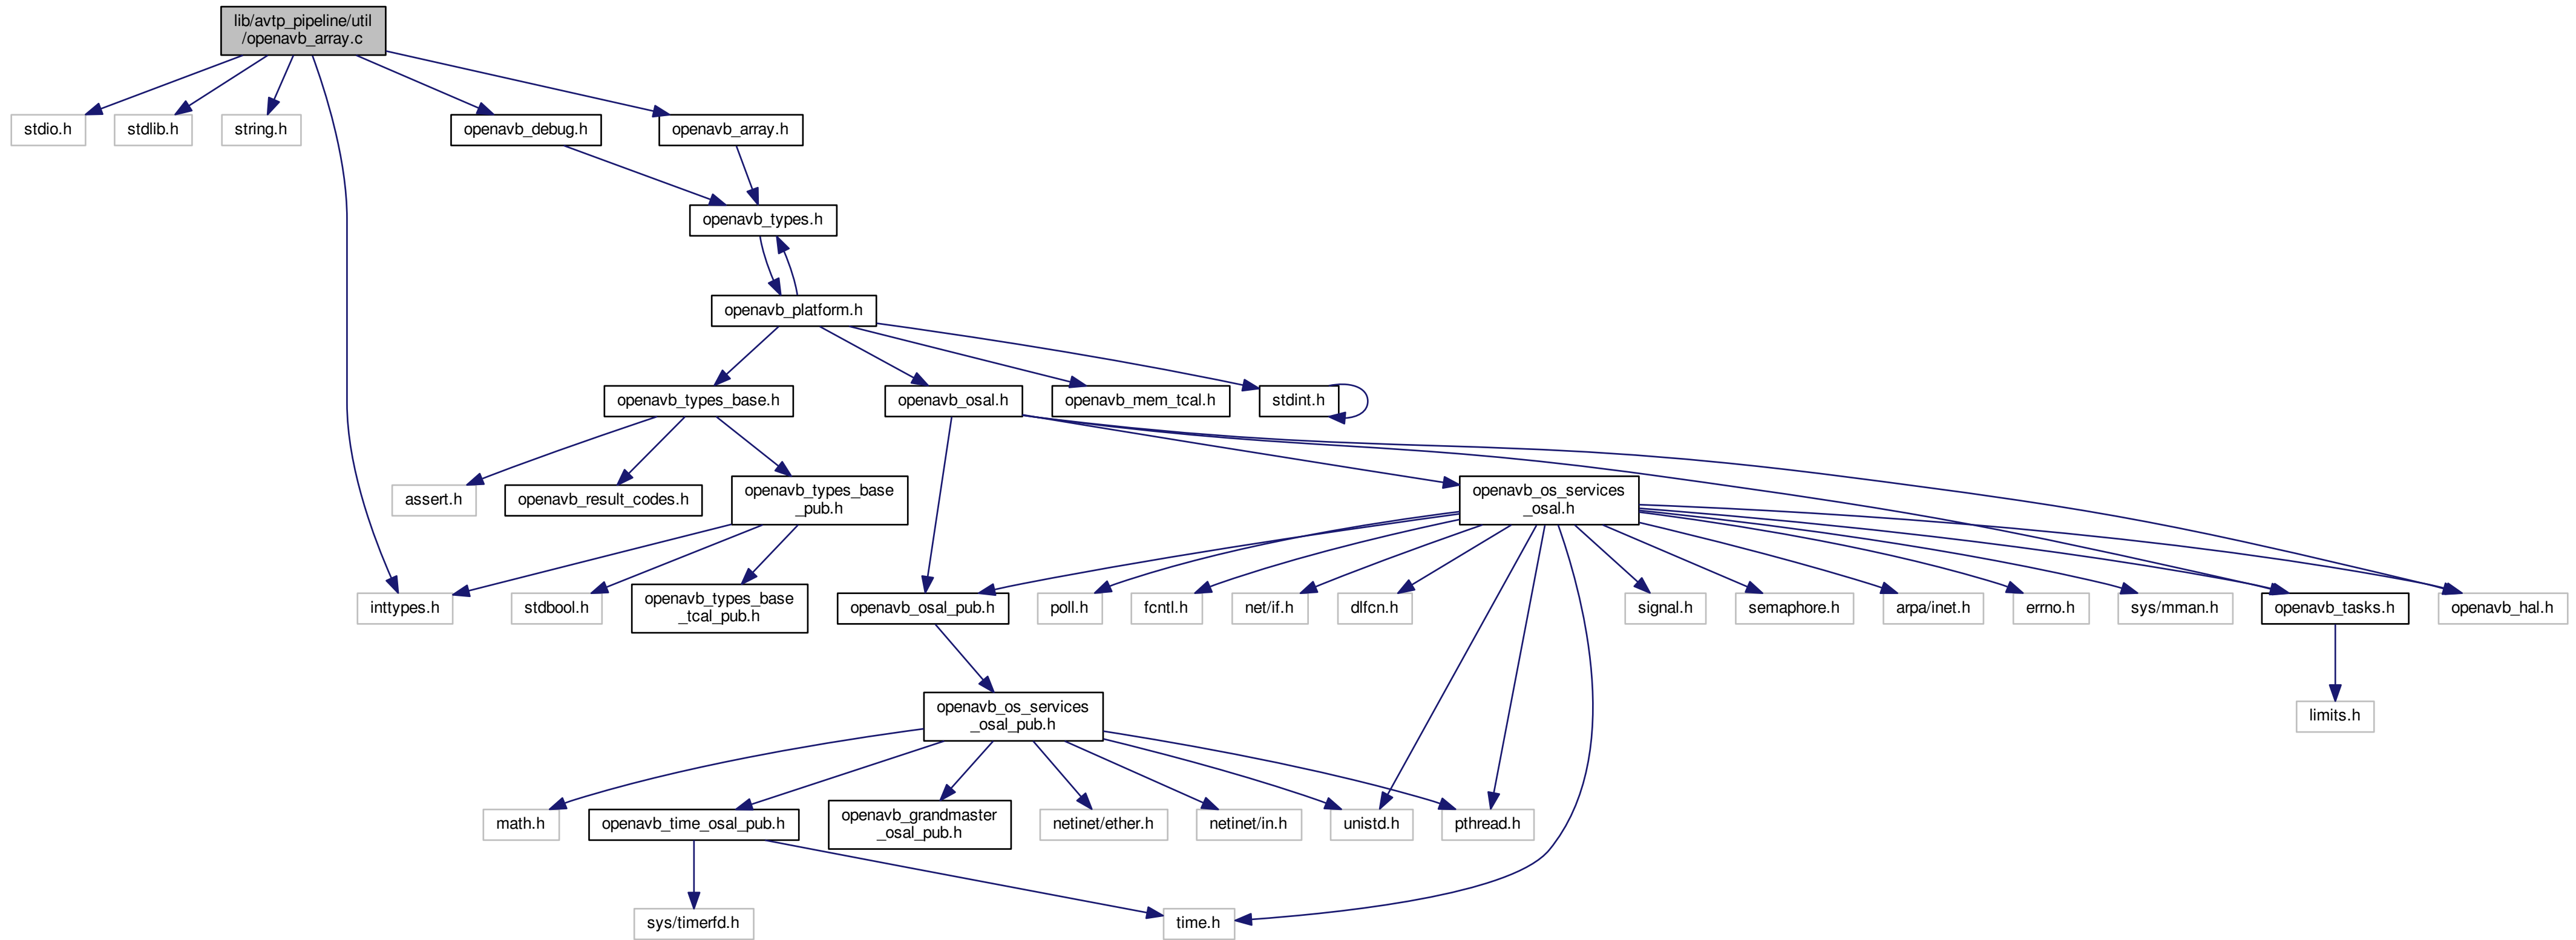 lib/avtp_pipeline/util
/openavb_array.c
stdio.h
stdlib.h
string.h
openavb_debug.h
openavb_array.h
openavb_types.h
openavb_platform.h
openavb_types_base.h
openavb_osal.h
openavb_mem_tcal.h
stdint.h
assert.h
openavb_result_codes.h
openavb_types_base
_pub.h
openavb_os_services
_osal.h
inttypes.h
stdbool.h
openavb_types_base
_tcal_pub.h
openavb_osal_pub.h
poll.h
fcntl.h
net/if.h
dlfcn.h
signal.h
semaphore.h
arpa/inet.h
errno.h
sys/mman.h
openavb_tasks.h
openavb_hal.h
openavb_os_services
_osal_pub.h
limits.h
math.h
openavb_time_osal_pub.h
openavb_grandmaster
_osal_pub.h
netinet/ether.h
netinet/in.h
unistd.h
pthread.h
sys/timerfd.h
time.h